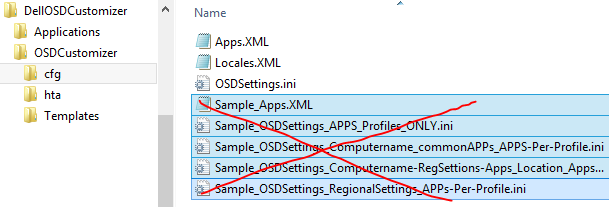 DellOSDCustomizer
Applications
OSDCustomizer
cfg
hta
Templates
Name
Apps.XML
Locales.XML
OSDSettings.ini
Sample_Apps.XML
Sample_OSDSettings_APPS_Profiles_ONLY.ini
Sample_OSDSettings_Computername_commonAPPs_APPS-Per-Profile.ini
Sample_OSDSettings_Computername-RegSettions-Apps_Location_Apps...
Sample_OSDSettings_RegionalSettings_APPs-Per-Profile.ini